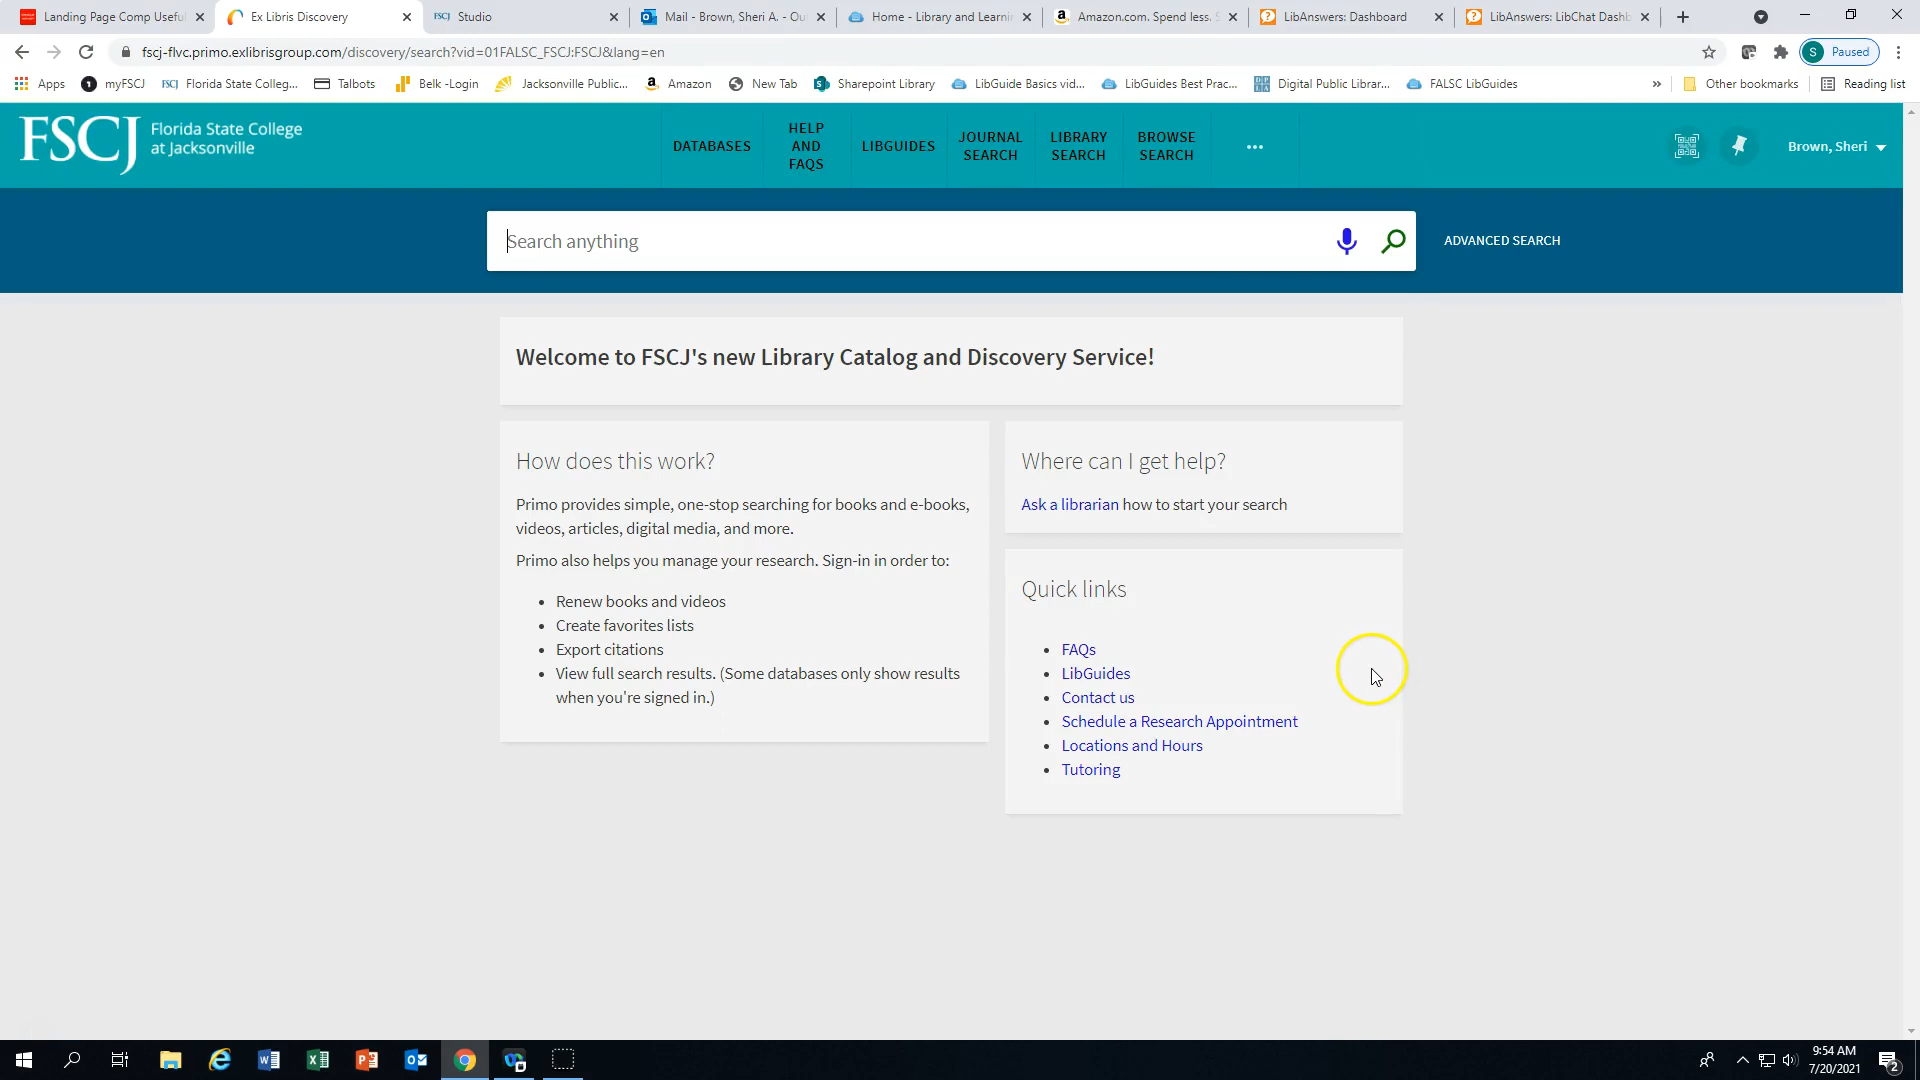 Landing Page Comp Useful
Ex Libris Discovery
FSCJ Studio
Mail - Brown, Sheri A. - Ou
Home - Library and Learnin
Amazon.com. Spend less. S
LibAnswers: Dashboard
LibAnswers: LibChat Dashb
fscj-flvc.primo.exlibrisgroup.com/discovery/search?vid=01FALSC_FSCJ:FSCJ&lang=en
S Paused
Apps
myFSCJ
FSCJ Florida State Colleg...
Talbots
Belk -Login
Jacksonville Public...
Amazon
New Tab
Sharepoint Library
LibGuide Basics vid...
LibGuides Best Prac...
Digital Public Librar...
FALSC LibGuides
Other bookmarks
Reading list
FSCJ
Florida State College
at Jacksonville
DATABASES
HELP
AND
FAQS
LIBGUIDES
JOURNAL
SEARCH
LIBRARY
SEARCH
BROWSE
SEARCH
Brown, Sheri
Search anything
ADVANCED SEARCH
Welcome to FSCJ's new Library Catalog and Discovery Service!
How does this work?
Primo provides simple, one-stop searching for books and e-books,
videos, articles, digital media, and more.
Primo also helps you manage your research. Sign-in in order to:
• Renew books and videos
• Create favorites lists
• Export citations
• View full search results. (Some databases only show results
when you're signed in.)
Where can I get help?
Ask a librarian how to start your search
Quick links
• FAQs
• LibGuides
• Contact us
• Schedule a Research Appointment
• Locations and Hours
• Tutoring
9:54 AM
7/20/2021
2